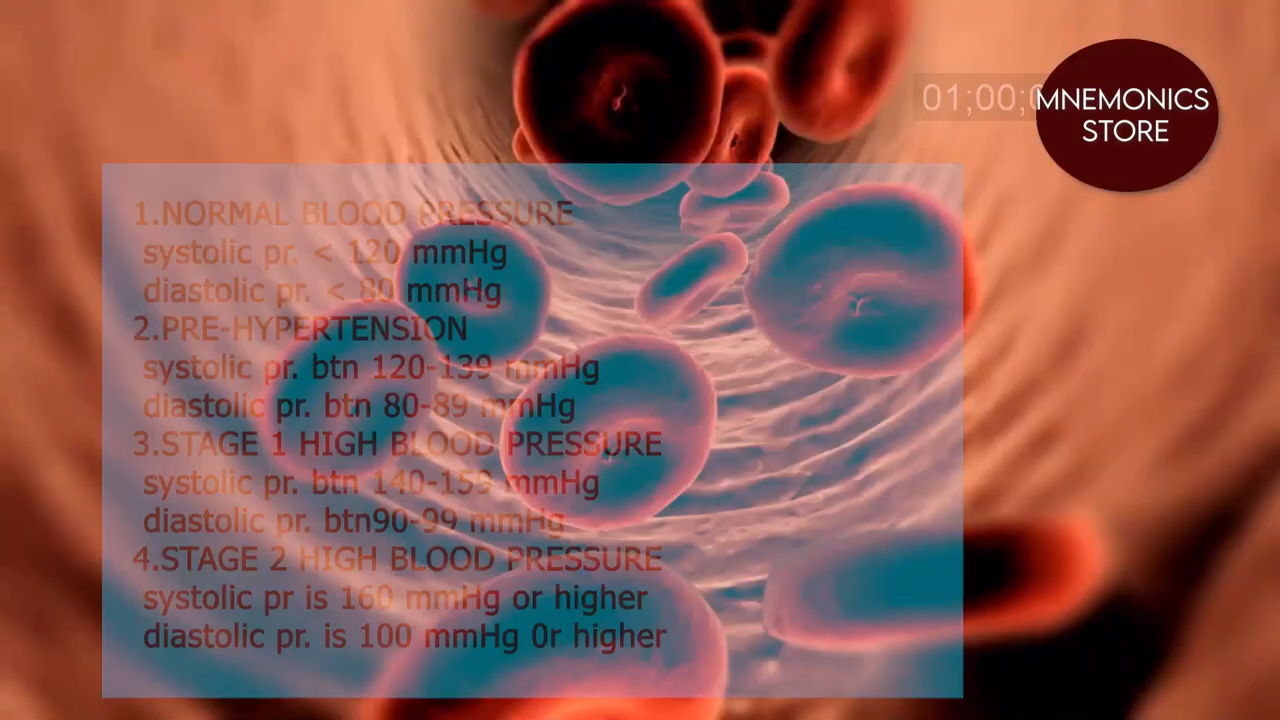 01;00;0
MNEMONICS
STORE
1.NORMAL BLOOD PRESSURE
systolic pr. < 120 mmHg
diastolic pr. < 80 mmHg
2.PRE-HYPERTENSION
systolic pr. btn 120-139 mmHg
diastolic pr. btn 80-89 mmHg
3.STAGE 1 HIGH BLOOD PRESSURE
systolic pr. btn 140-159 mmHg
diastolic pr. btn90-99 mmHg
4.STAGE 2 HIGH BLOOD PRESSURE
systolic pr is 160 mmHg or higher
diastolic pr. is 100 mmHg 0r higher